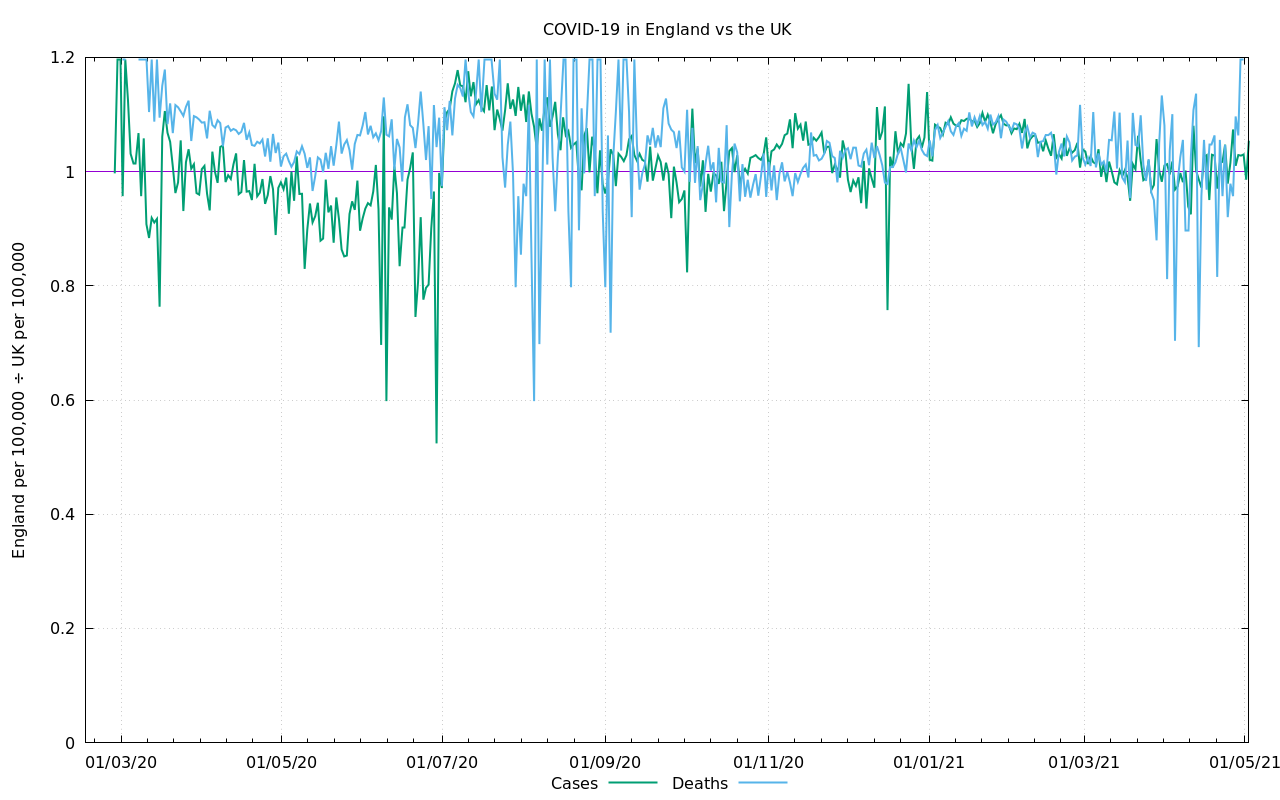 COVID-19 in England vs the UK
England per 100,000 ÷ UK per 100,000
1.2
1
0.8
0.6
0.4
0.2
0
01/03/20 01/05/20 01/07/20 01/09/20 01/11/20 01/01/21 01/03/21 01/05/21
Cases Deaths